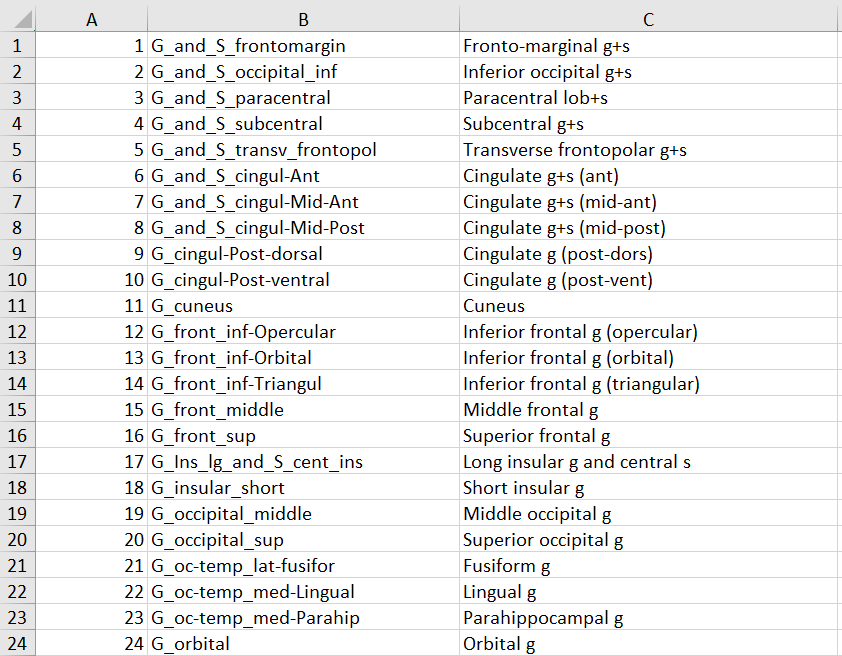 A B C
1 1 G_and_S_frontomargin Fronto-marginal g+s
2 2 G_and_S_occipital_inf Inferior occipital g+s
3 3 G_and_S_paracentral Paracentral lob+s
4 4 G_and_S_subcentral Subcentral g+s
5 5 G_and_S_transv_frontopol Transverse frontopolar g+s
6 6 G_and_S_cingul-Ant Cingulate g+s (ant)
7 7 G_and_S_cingul-Mid-Ant Cingulate g+s (mid-ant)
8 8 G_and_S_cingul-Mid-Post Cingulate g+s (mid-post)
9 9 G_cingul-Post-dorsal Cingulate g (post-dors)
10 10 G_cingul-Post-ventral Cingulate g (post-vent)
11 11 G_cuneus Cuneus
12 12 G_front_inf-Opercular Inferior frontal g (opercular)
13 13 G_front_inf-Orbital Inferior frontal g (orbital)
14 14 G_front_inf-Triangul Inferior frontal g (triangular)
15 15 G_front_middle Middle frontal g
16 16 G_front_sup Superior frontal g
17 17 G_Ins_lg_and_S_cent_ins Long insular g and central s
18 18 G_insular_short Short insular g
19 19 G_occipital_middle Middle occipital g
20 20 G_occipital_sup Superior occipital g
21 21 G_oc-temp_lat-fusifor Fusiform g
22 22 G_oc-temp_med-Lingual Lingual g
23 23 G_oc-temp_med-Parahip Parahippocampal g
24 24 G_orbital Orbital g